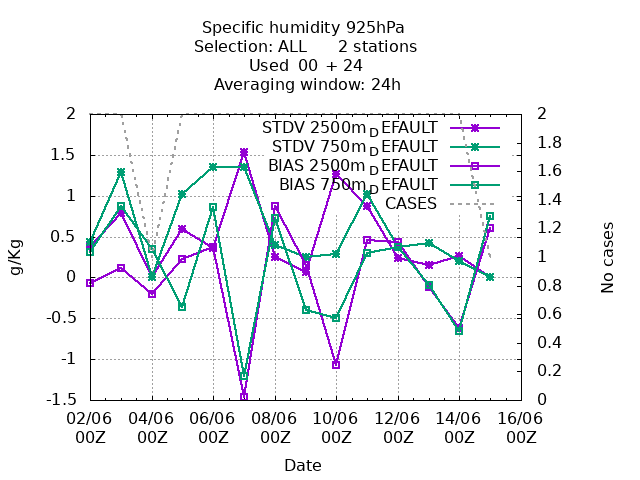 Specific humidity 925hPa
Selection: ALL 2 stations
Used 00 + 24
Averaging window: 24h
2
1.5
1
0.5
0
-0.5
-1
-1.5
g/Kg
STDV 2500m_DEFAULT
STDV 750m_DEFAULT
BIAS 2500m_DEFAULT
BIAS 750m_DEFAULT
CASES
2
1.8
1.6
1.4
1.2
1
0.8
0.6
0.4
0.2
0
No cases
02/06 04/06 06/06 08/06 10/06 12/06 14/06 16/06
00Z 00Z 00Z 00Z 00Z 00Z 00Z 00Z
Date